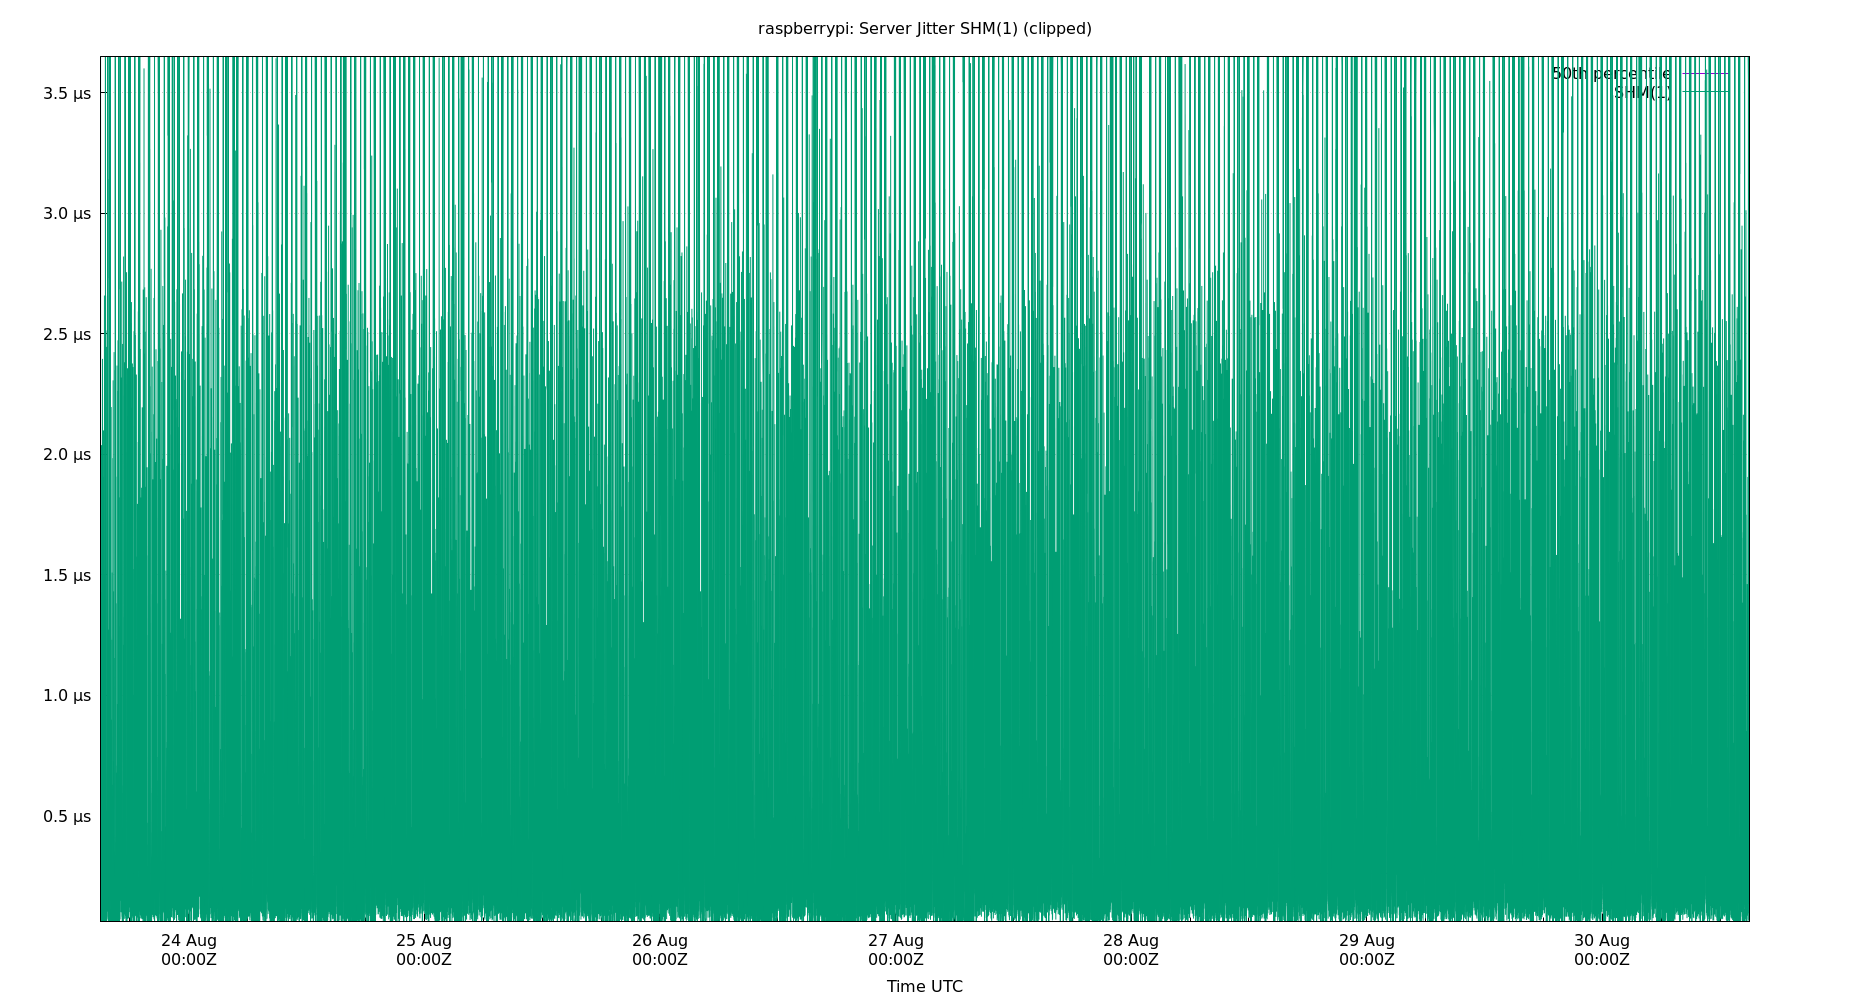 raspberrypi: Server Jitter SHM(1) (clipped)
50th percentile
SHM(1)
3.5 µs
3.0 µs
2.5 µs
2.0 µs
1.5 µs
1.0 µs
0.5 µs
24 Aug 25 Aug 26 Aug 27 Aug 28 Aug 29 Aug 30 Aug
00:00Z 00:00Z 00:00Z 00:00Z 00:00Z 00:00Z 00:00Z
Time UTC